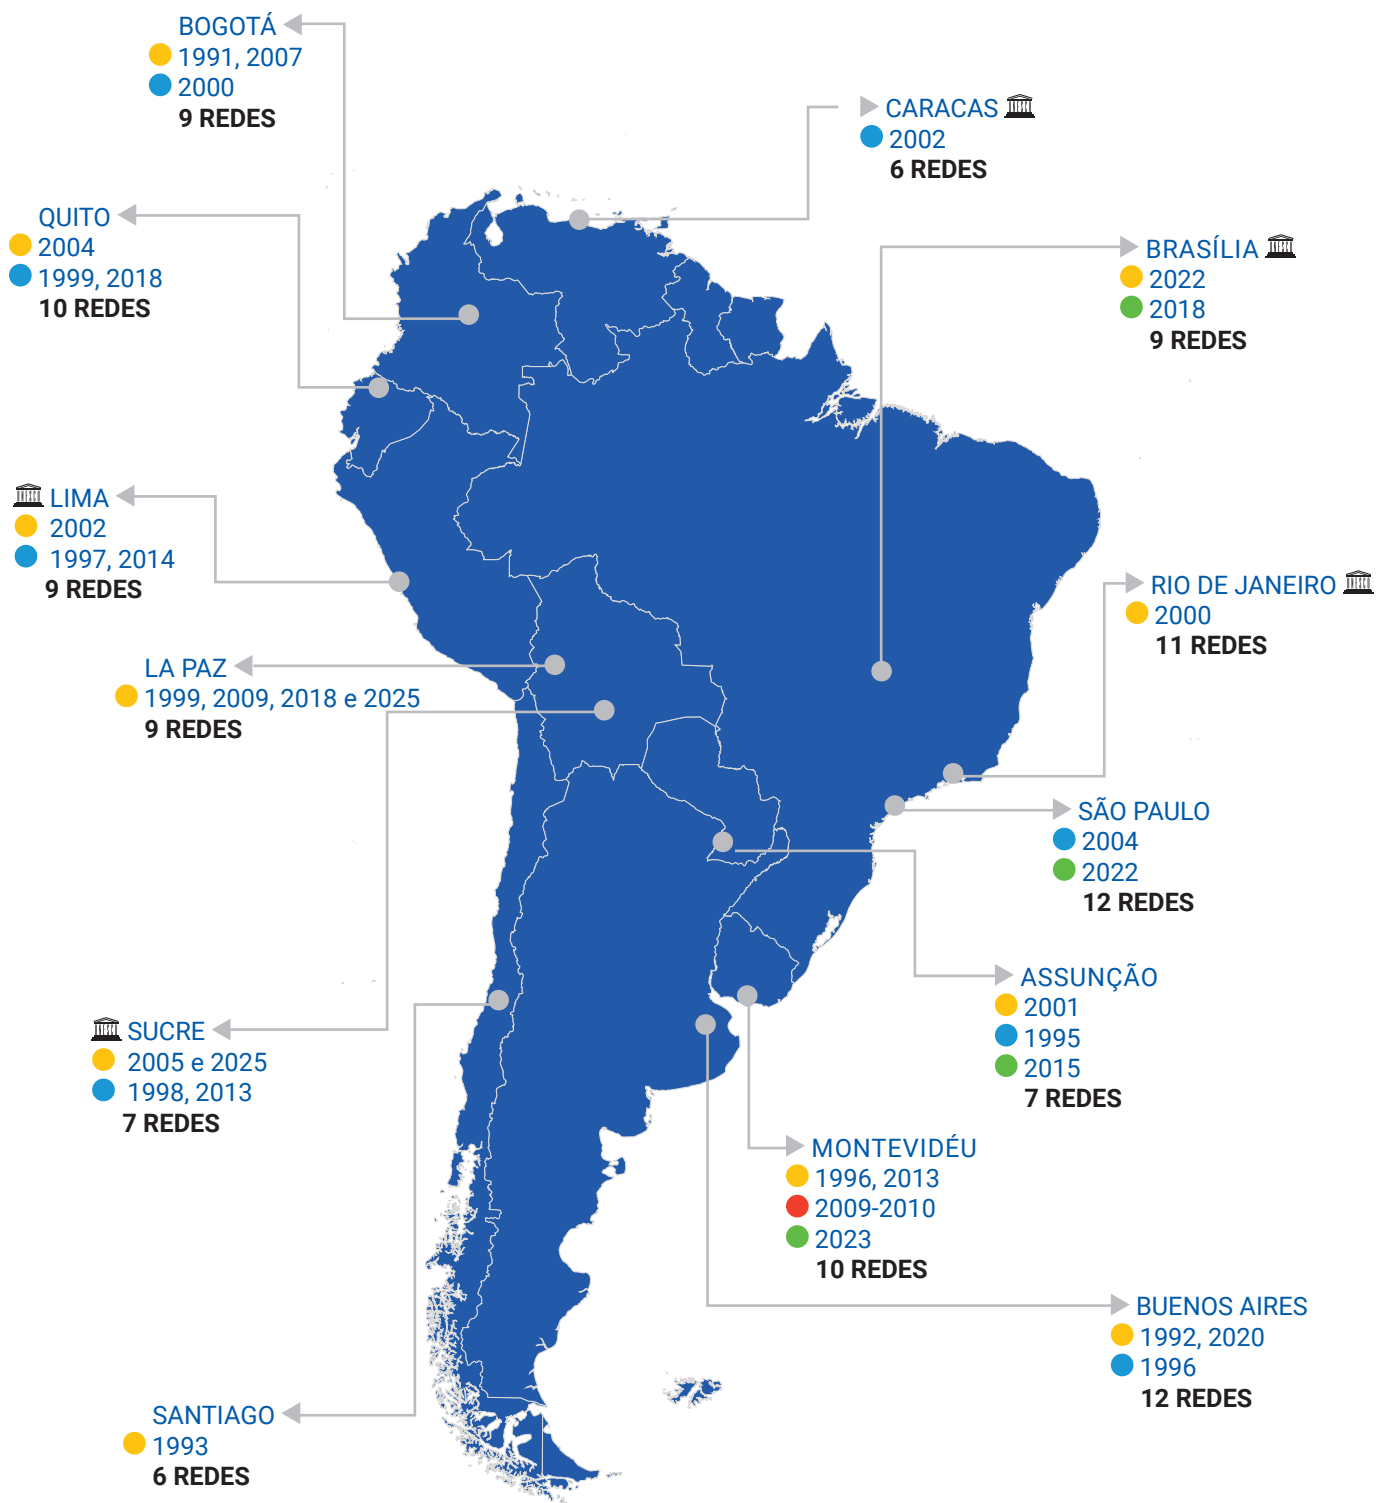 BOGOTÁ
1991, 2007
2000
9 REDES
CARACAS
2002
6 REDES
QUITO
2004
1999, 2018
10 REDES
BRASÍLIA
2022
2018
9 REDES
LIMA
2002
1997, 2014
9 REDES
RIO DE JANEIRO
2000
11 REDES
LA PAZ
1999, 2009, 2018 e 2025
9 REDES
SÃO PAULO
2004
2022
12 REDES
ASSUNÇÃO
2001
1995
2015
7 REDES
SUCRE
2005 e 2025
1998, 2013
7 REDES
MONTEVIDÉU
1996, 2013
2009-2010
2023
10 REDES
BUENOS AIRES
1992, 2020
1996
12 REDES
SANTIAGO
1993
6 REDES